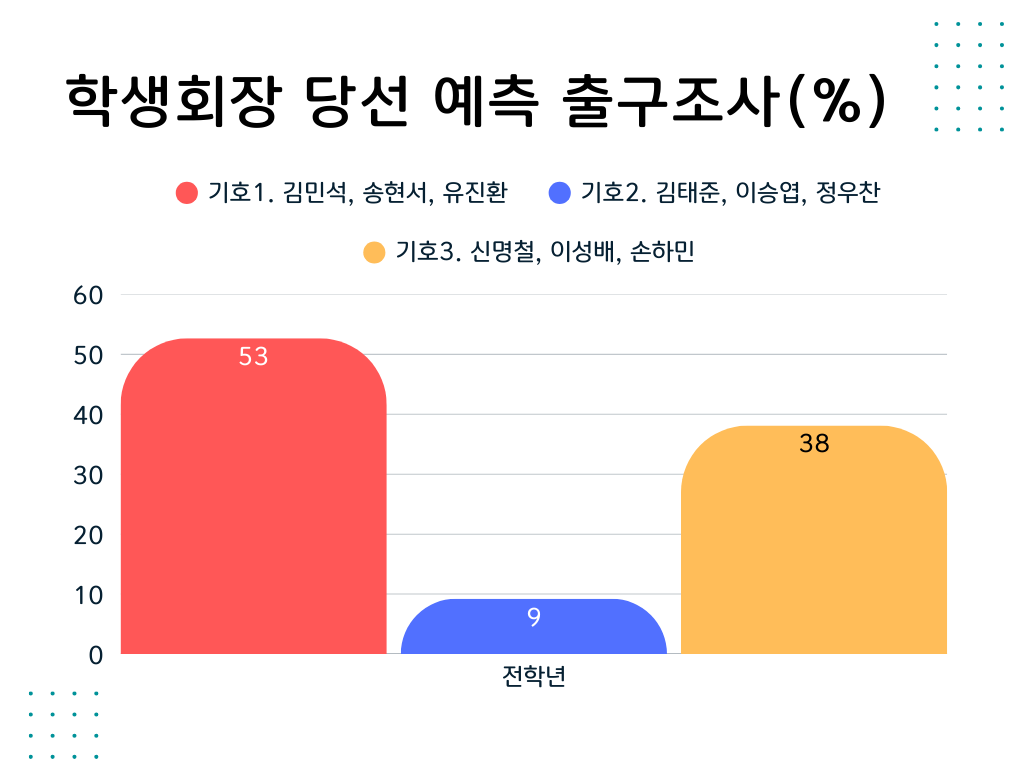 학생회장 당선 예측 출구조사(%)
기호1. 김민석, 송현서, 유진환 기호2. 김태준, 이승엽, 정우찬
기호3. 신명철, 이성배, 손하민
60
50
40
30
20
10
0
53
9
38
전학년